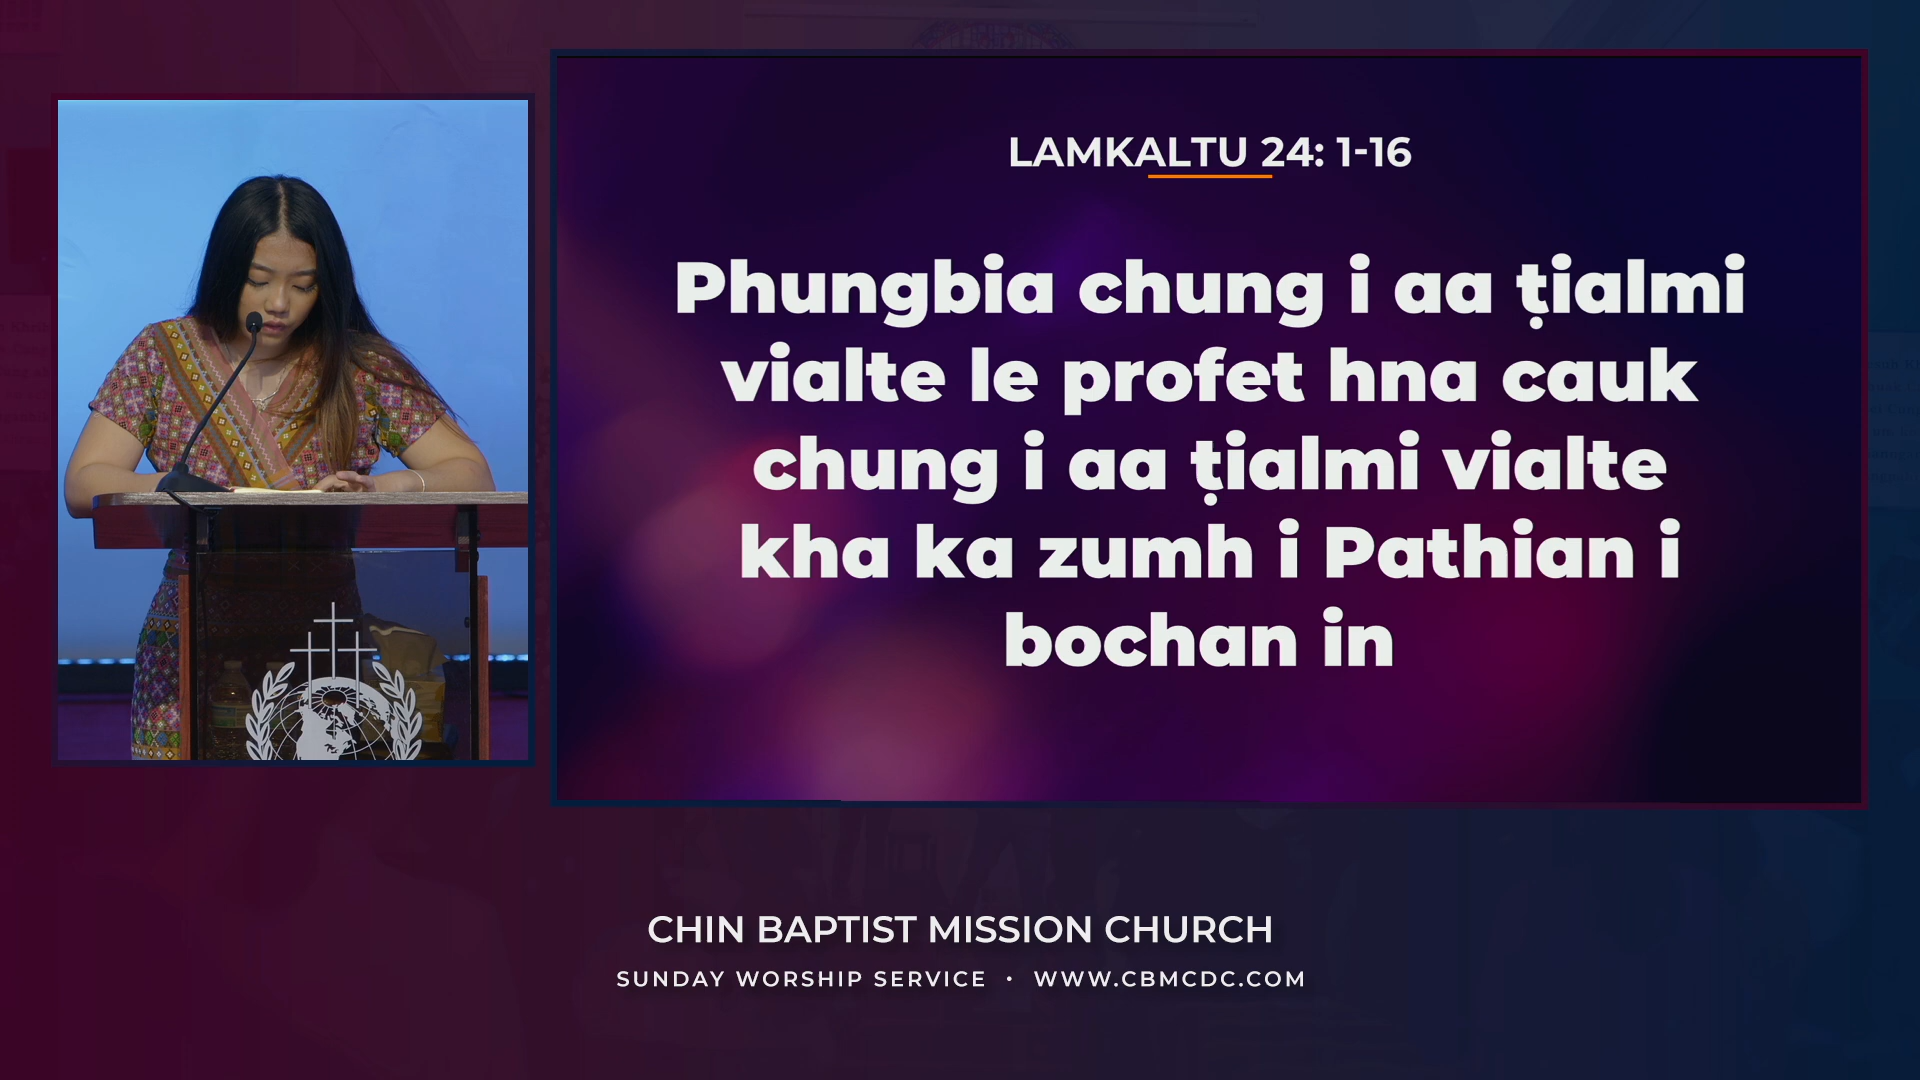 LAMKALTU 24: 1-16
Phungbia chung i aa ṭialmi
vialte le profet hna cauk
chung i aa ṭialmi vialte
kha ka zumh i Pathian i
bochan in
CHIN BAPTIST MISSION CHURCH
SUNDAY WORSHIP SERVICE • WWW.CBMCDC.COM